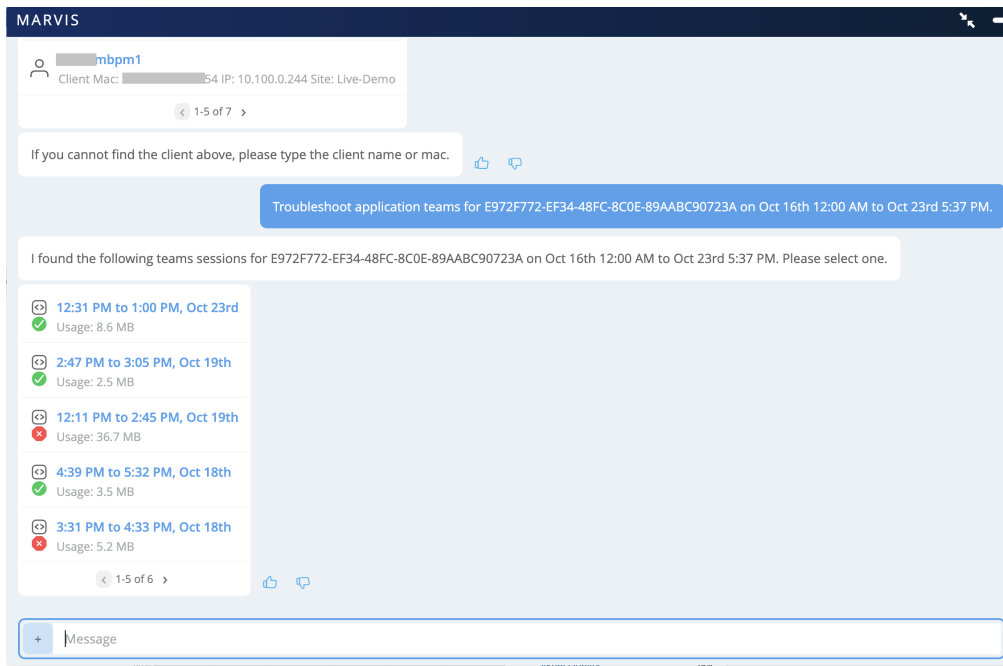 MARVIS
mbpm1
Client Mac: 54 IP: 10.100.0.244 Site: Live-Demo
< 1-5 of 7 >
If you cannot find the client above, please type the client name or mac.
Troubleshoot application teams for E972F772-EF34-48FC-8C0E-89AABC90723A on Oct 16th 12:00 AM to Oct 23rd 5:37 PM.
I found the following teams sessions for E972F772-EF34-48FC-8C0E-89AABC90723A on Oct 16th 12:00 AM to Oct 23rd 5:37 PM. Please select one.
12:31 PM to 1:00 PM, Oct 23rd
Usage: 8.6 MB
2:47 PM to 3:05 PM, Oct 19th
Usage: 2.5 MB
12:11 PM to 2:45 PM, Oct 19th
Usage: 36.7 MB
4:39 PM to 5:32 PM, Oct 18th
Usage: 3.5 MB
3:31 PM to 4:33 PM, Oct 18th
Usage: 5.2 MB
< 1-5 of 6 >
+ Message